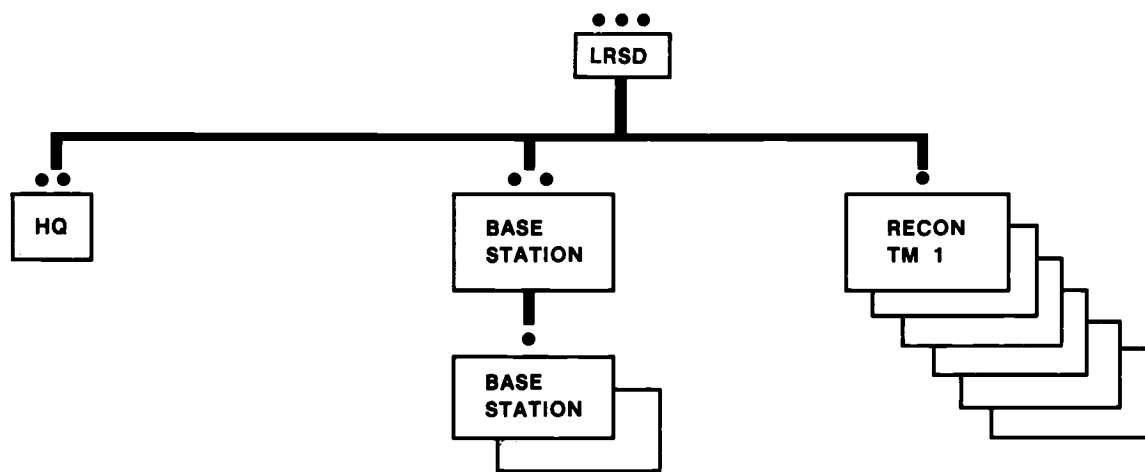 LRSD
HQ
BASE
STATION
RECON
TM 1
BASE
STATION